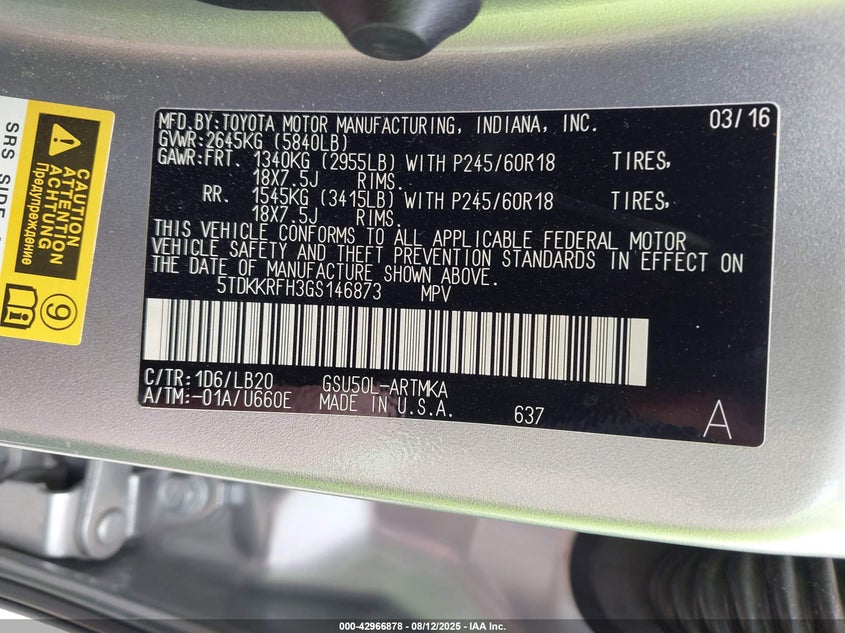 MFD.BY:TOYOTA MOTOR MANUFACTURING, INDIANA, INC. 03/16
GVWR:2645KG (5840LB)
GAWR:FRT. 1340KG (2955LB) WITH P245/60R18 TIRES,
18X7.5J RIMS.
RR. 1545KG (3415LB) WITH P245/60R18 TIRES,
18X7.5J RIMS.
THIS VEHICLE CONFORMS TO ALL APPLICABLE FEDERAL MOTOR
VEHICLE SAFETY AND THEFT PREVENTION STANDARDS IN EFFECT ON
THE DATE OF MANUFACTURE SHOWN ABOVE.
5TDKKRFH3GS146873 MPV
C/TR:1D6/LB20 GSU50L-ARTMKA
A/TM:-01A/U660E MADE IN U.S.A. 637 A
SRS SIDE
CAUTION
ATTENTION
ACHTUNG
Предупреждение
9
000-42966878 - 08/12/2025 - IAA Inc.